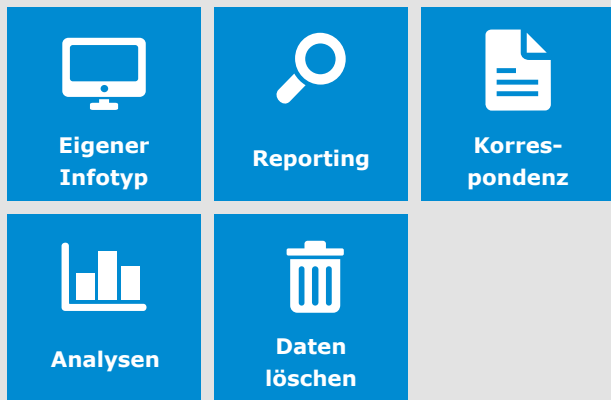 Eigener
Infotyp
Reporting
Korres-
pondenz
Analysen
Daten
löschen